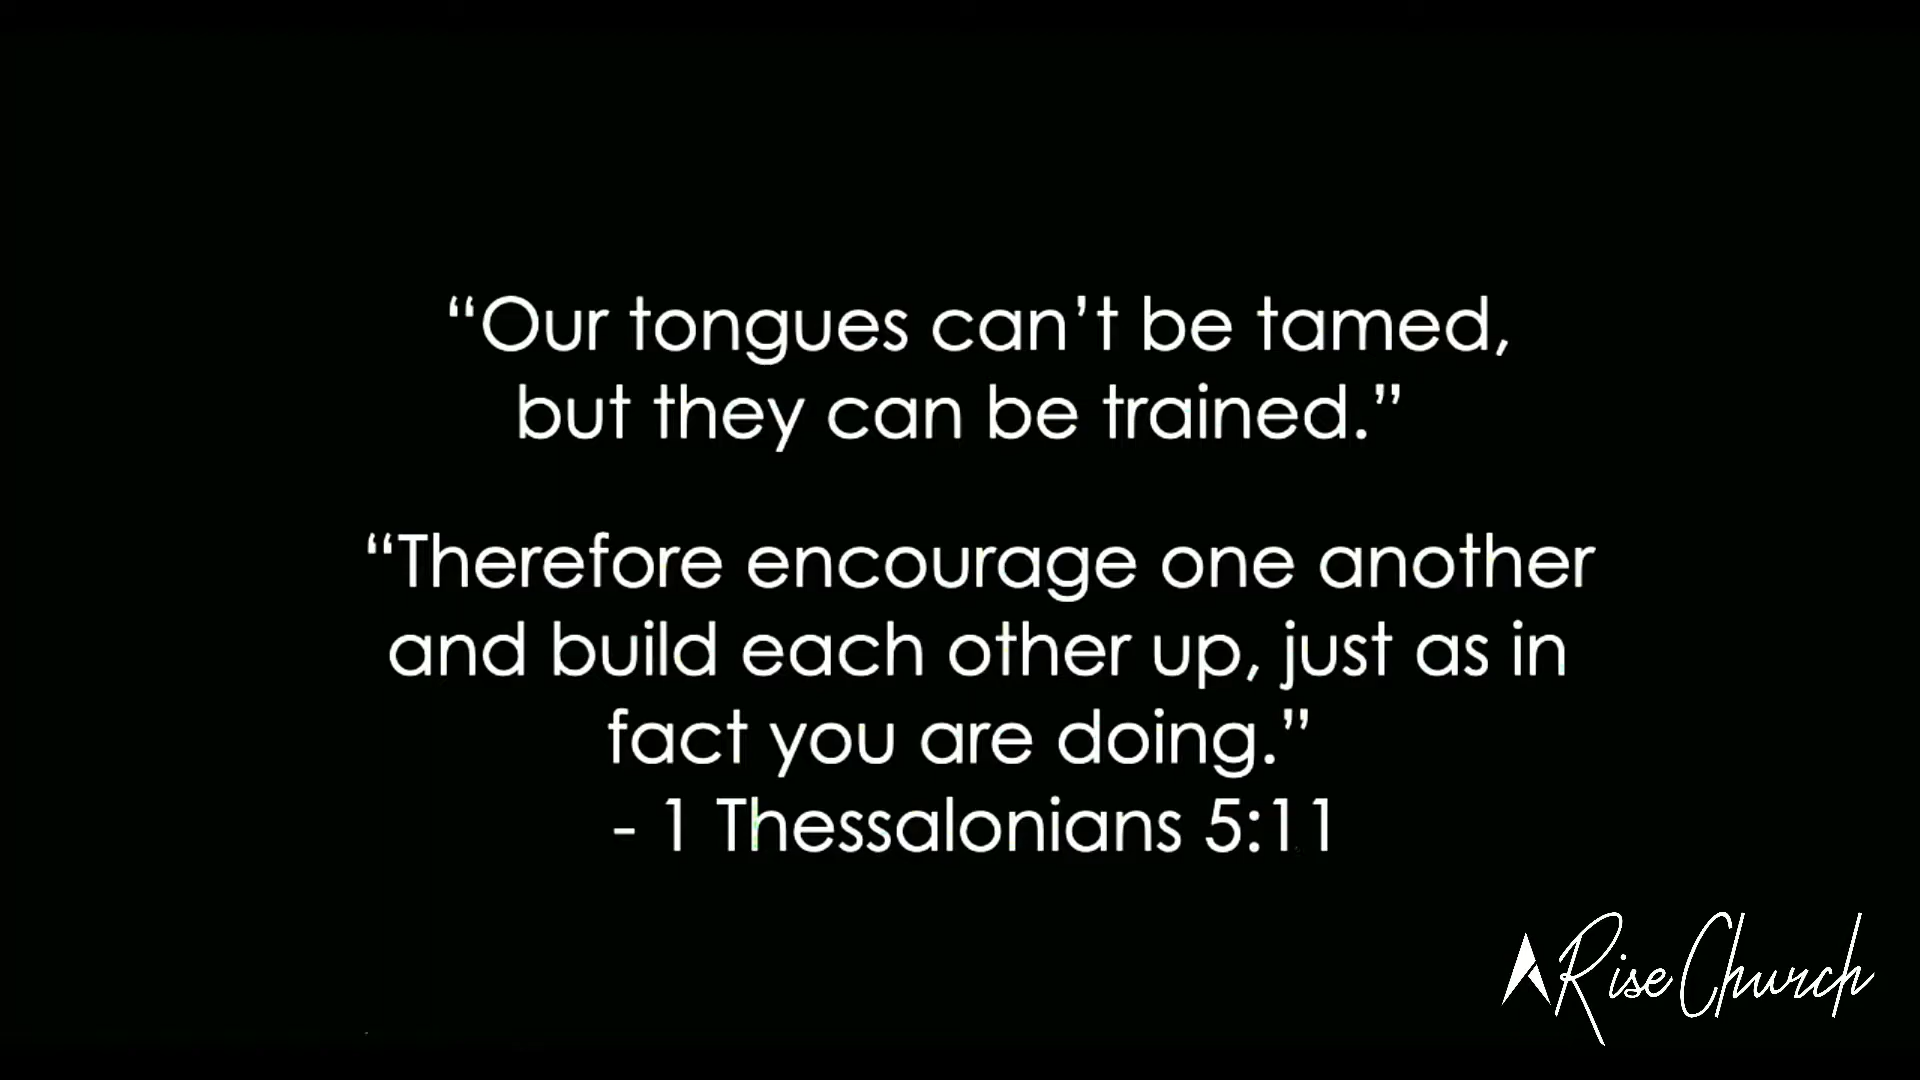 “Our tongues can’t be tamed,
but they can be trained.”
“Therefore encourage one another
and build each other up, just as in
fact you are doing.”
- 1 Thessalonians 5:11
Rise Church